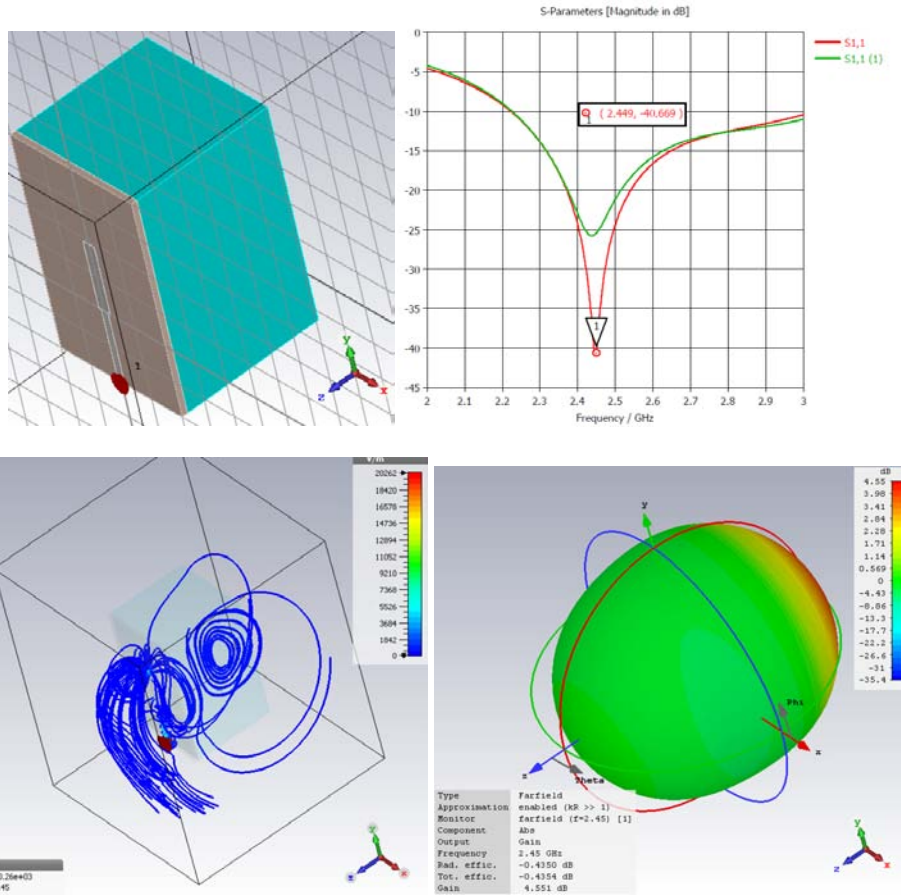 S-Parameters [Magnitude in dB]
S1,1
S1,1 (1)
0
-5
-10
-15
-20
-25
-30
-35
-40
-45
1 ( 2.449, -40.669 )
1
2 2.1 2.2 2.3 2.4 2.5 2.6 2.7 2.8 2.9 3
Frequency / GHz
1
y
z
x
V/m
20262
18420
16578
14736
12894
11052
9210
7368
5526
3684
1842
0
0.26e+03
45
y
x
dB
4.55
3.98
3.41
2.84
2.28
1.71
1.14
0.569
0
-4.43
-8.86
-13.3
-17.7
-22.2
-26.6
-31
-35.4
y
Phi
x
z
Theta
Type Farfield
Approximation enabled (kR >> 1)
Monitor farfield (f=2.45) [1]
Component Abs
Output Gain
Frequency 2.45 GHz
Rad. effic. -0.4350 dB
Tot. effic. -0.4354 dB
Gain 4.551 dB
y
z
x